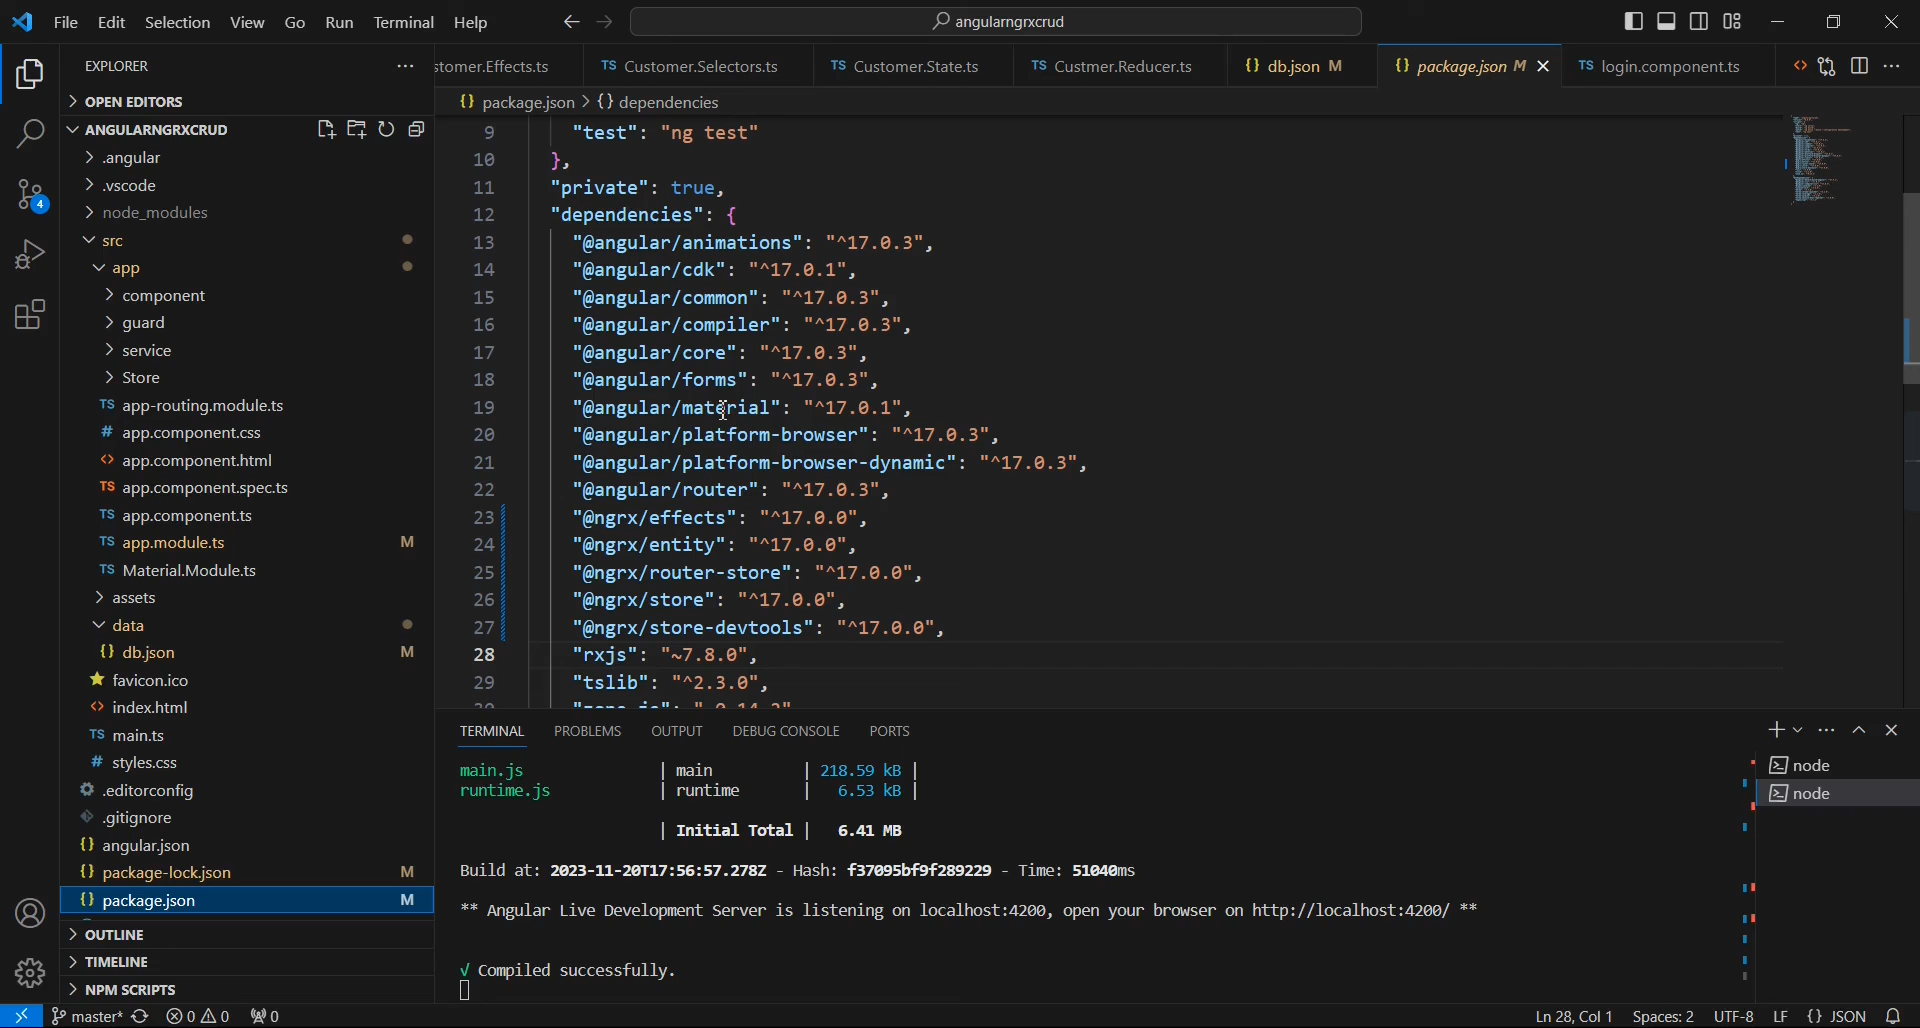 File Edit Selection View Go Run Terminal Help
angularngrxcrud
EXPLORER
OPEN EDITORS
ANGULARNGRXCRUD
.angular
.vscode
node_modules
src
app
component
guard
service
Store
TS app-routing.module.ts
# app.component.css
<> app.component.html
TS app.component.spec.ts
TS app.component.ts
TS app.module.ts M
TS Material.Module.ts
assets
data
{} db.json M
favicon.ico
<> index.html
TS main.ts
# styles.css
.editorconfig
.gitignore
{} angular.json
{} package-lock.json M
{} package.json M
OUTLINE
TIMELINE
NPM SCRIPTS
4
stomer.Effects.ts TS Customer.Selectors.ts TS Customer.State.ts TS Custmer.Reducer.ts {} db.json M {} package.json M TS login.component.ts
{} package.json > {} dependencies
9 "test": "ng test"
10 },
11 "private": true,
12 "dependencies": {
13 "@angular/animations": "^17.0.3",
14 "@angular/cdk": "^17.0.1",
15 "@angular/common": "^17.0.3",
16 "@angular/compiler": "^17.0.3",
17 "@angular/core": "^17.0.3",
18 "@angular/forms": "^17.0.3",
19 "@angular/material": "^17.0.1",
20 "@angular/platform-browser": "^17.0.3",
21 "@angular/platform-browser-dynamic": "^17.0.3",
22 "@angular/router": "^17.0.3",
23 "@ngrx/effects": "^17.0.0",
24 "@ngrx/entity": "^17.0.0",
25 "@ngrx/router-store": "^17.0.0",
26 "@ngrx/store": "^17.0.0",
27 "@ngrx/store-devtools": "^17.0.0",
28 "rxjs": "~7.8.0",
29 "tslib": "^2.3.0",
TERMINAL PROBLEMS OUTPUT DEBUG CONSOLE PORTS
main.js | main | 218.59 kB |
runtime.js | runtime | 6.53 kB |
| Initial Total | 6.41 MB
Build at: 2023-11-20T17:56:57.278Z - Hash: f37095bf9f289229 - Time: 51040ms
** Angular Live Development Server is listening on localhost:4200, open your browser on http://localhost:4200/ **
√ Compiled successfully.
node
node
master* 0 0 0 Ln 28, Col 1 Spaces: 2 UTF-8 LF {} JSON